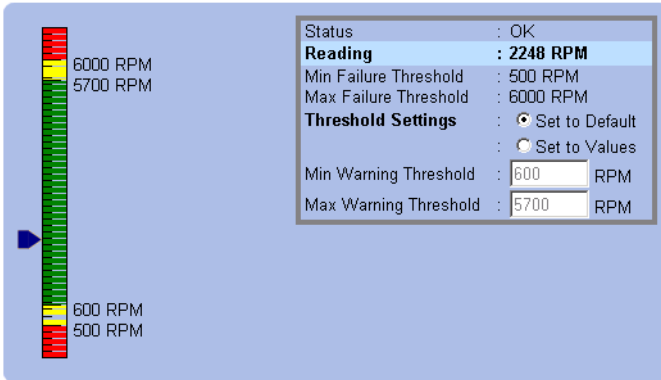 6000 RPM
5700 RPM
600 RPM
500 RPM
Status : OK
Reading : 2248 RPM
Min Failure Threshold : 500 RPM
Max Failure Threshold : 6000 RPM
Threshold Settings : Set to Default
: Set to Values
Min Warning Threshold : 600 RPM
Max Warning Threshold : 5700 RPM